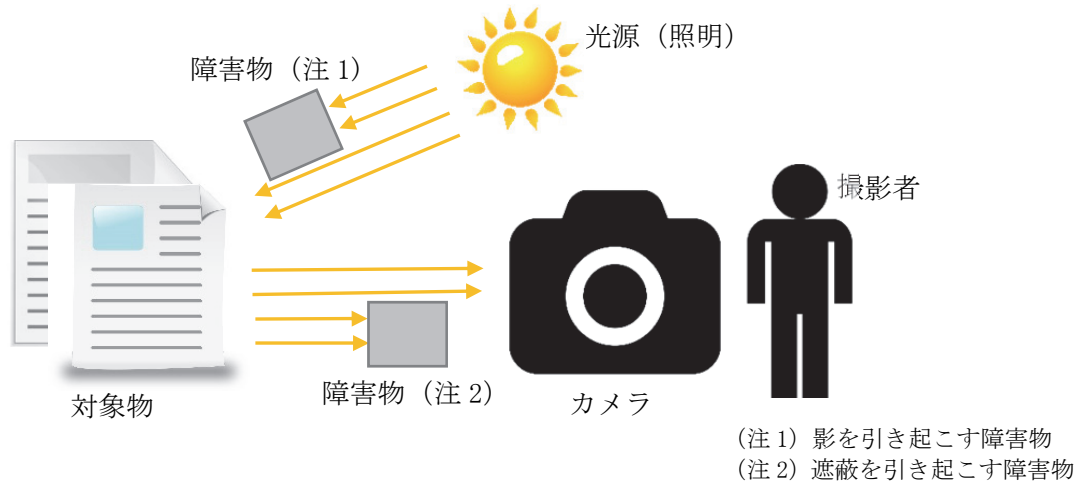 光源（照明）
障害物（注 1）
撮影者
障害物（注 2）
対象物
カメラ
（注 1）影を引き起こす障害物
（注 2）遮蔽を引き起こす障害物